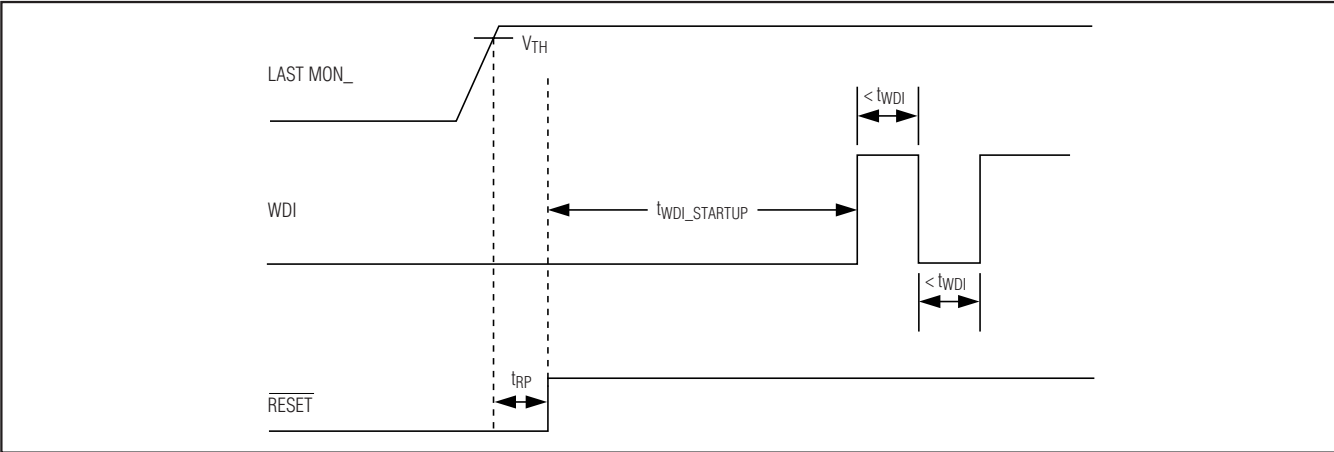 V_TH
LAST MON_
< t_WDI
WDI
t_WDI_STARTUP
< t_WDI
t_RP
RESET